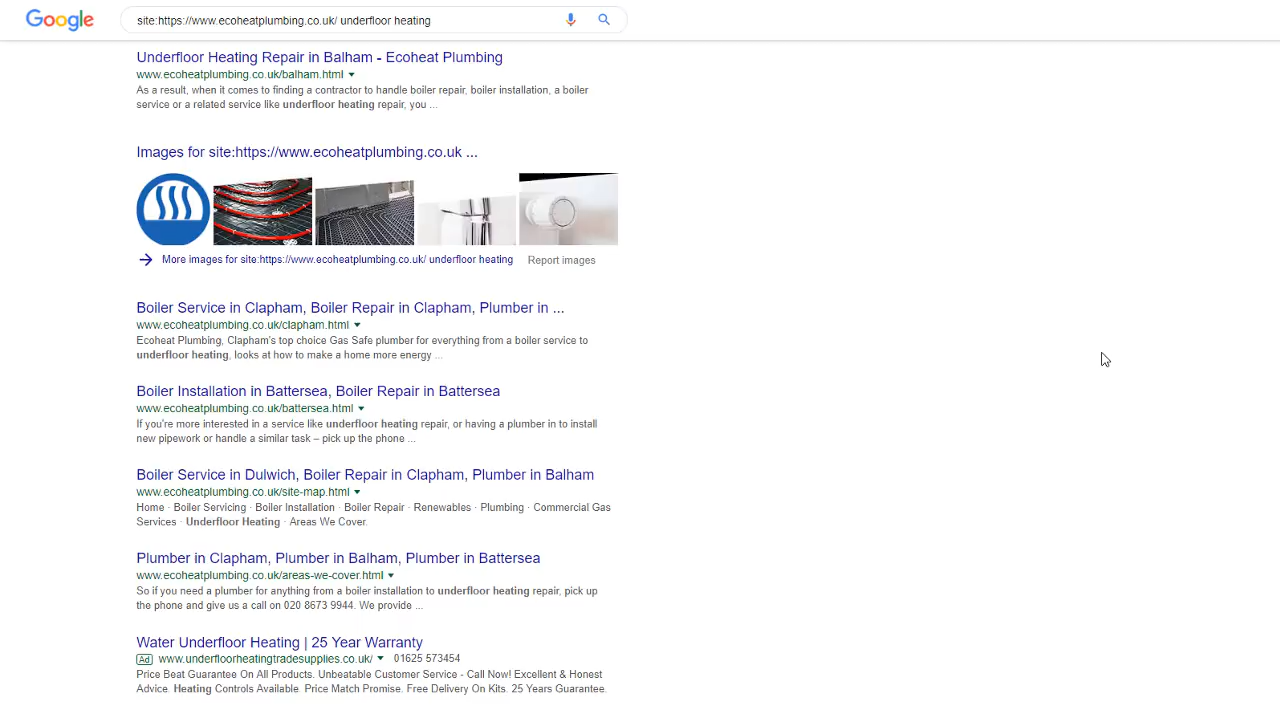 Google
site:https://www.ecoheatplumbing.co.uk/ underfloor heating
Underfloor Heating Repair in Balham - Ecoheat Plumbing
www.ecoheatplumbing.co.uk/balham.html
As a result, when it comes to finding a contractor to handle boiler repair, boiler installation, a boiler
service or a related service like underfloor heating repair, you ...
Images for site:https://www.ecoheatplumbing.co.uk ...
More images for site:https://www.ecoheatplumbing.co.uk/ underfloor heating Report images
Boiler Service in Clapham, Boiler Repair in Clapham, Plumber in ...
www.ecoheatplumbing.co.uk/clapham.html
Ecoheat Plumbing, Clapham's top choice Gas Safe plumber for everything from a boiler service to
underfloor heating, looks at how to make a home more energy ...
Boiler Installation in Battersea, Boiler Repair in Battersea
www.ecoheatplumbing.co.uk/battersea.html
If you're more interested in a service like underfloor heating repair, or having a plumber in to install
new pipework or handle a similar task – pick up the phone ...
Boiler Service in Dulwich, Boiler Repair in Clapham, Plumber in Balham
www.ecoheatplumbing.co.uk/site-map.html
Home · Boiler Servicing · Boiler Installation · Boiler Repair · Renewables · Plumbing · Commercial Gas
Services · Underfloor Heating · Areas We Cover.
Plumber in Clapham, Plumber in Balham, Plumber in Battersea
www.ecoheatplumbing.co.uk/areas-we-cover.html
So if you need a plumber for anything from a boiler installation to underfloor heating repair, pick up
the phone and give us a call on 020 8673 9944. We provide ...
Water Underfloor Heating | 25 Year Warranty
Ad www.underfloorheatingtradesupplies.co.uk/ 01625 573454
Price Beat Guarantee On All Products. Unbeatable Customer Service - Call Now! Excellent & Honest
Advice. Heating Controls Available. Price Match Promise. Free Delivery On Kits. 25 Years Guarantee.